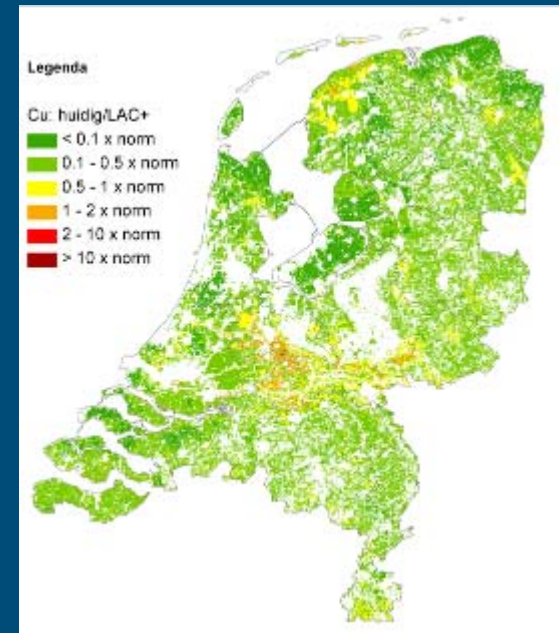 Legenda
Cu: huidig/LAC+
< 0.1 x norm
0.1 - 0.5 x norm
0.5 - 1 x norm
1 - 2 x norm
2 - 10 x norm
> 10 x norm